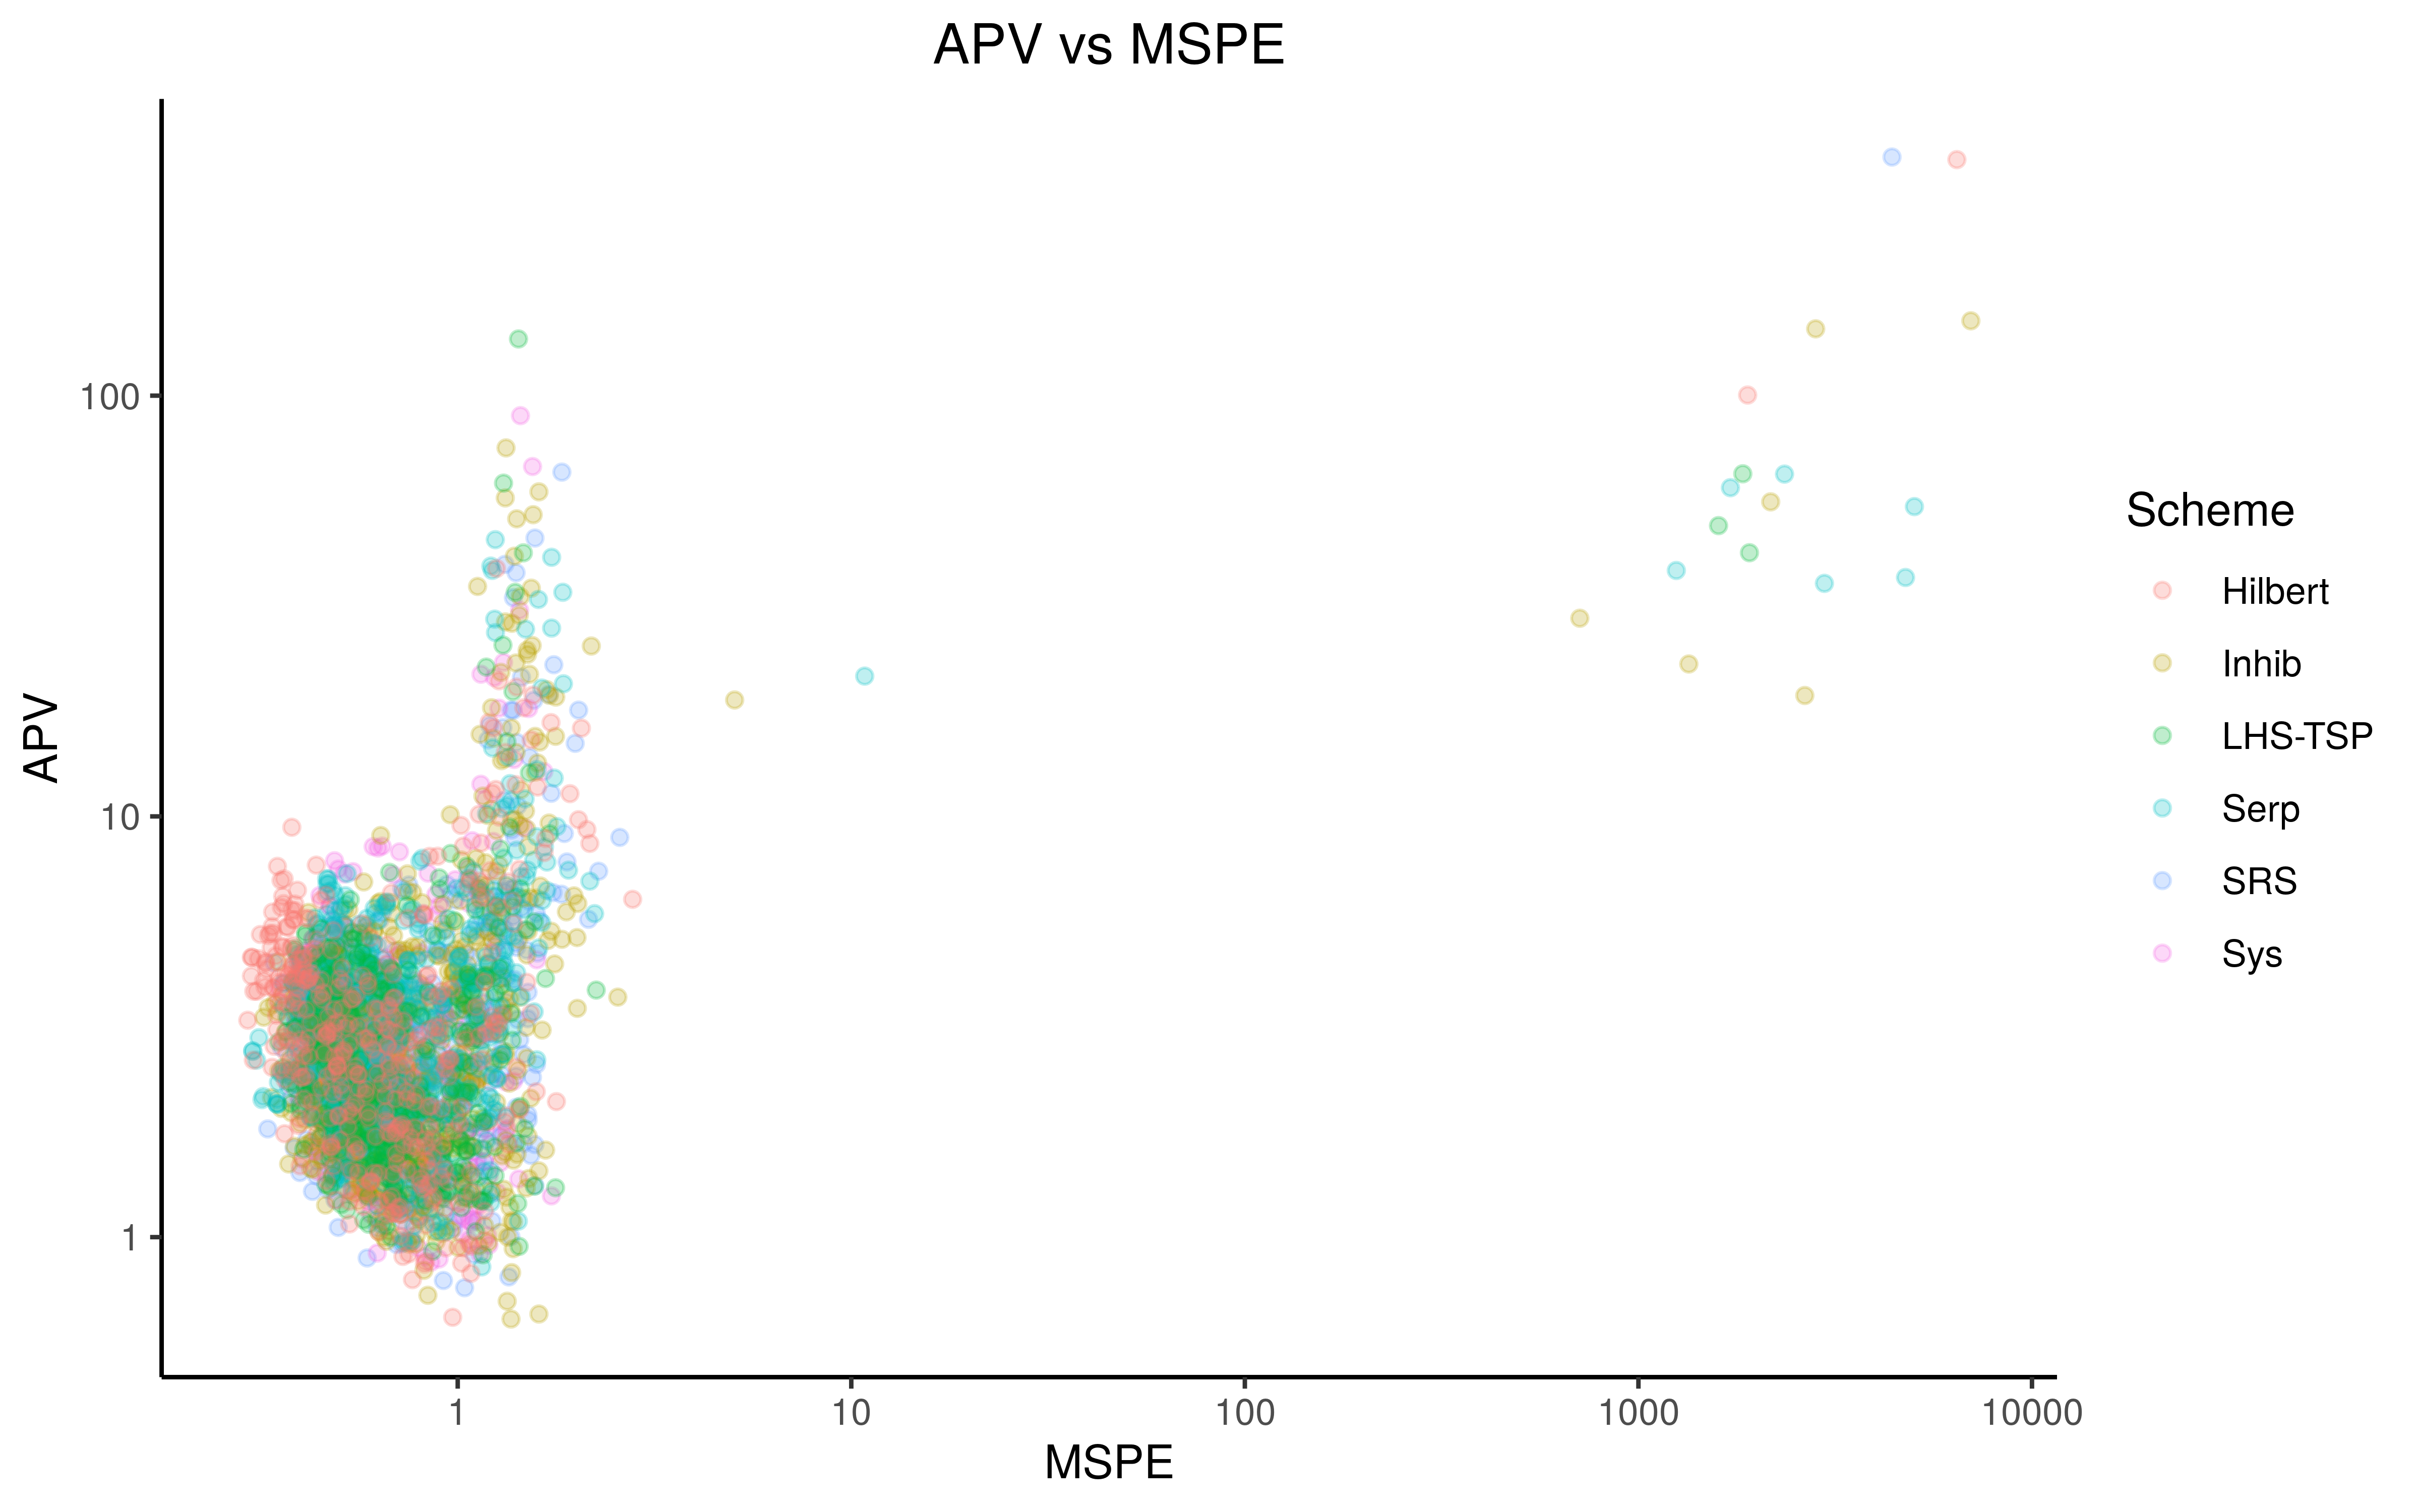 APV vs MSPE
APV
100
10
1
1
10
100
1000
10000
MSPE
Scheme
Hilbert
Inhib
LHS-TSP
Serp
SRS
Sys